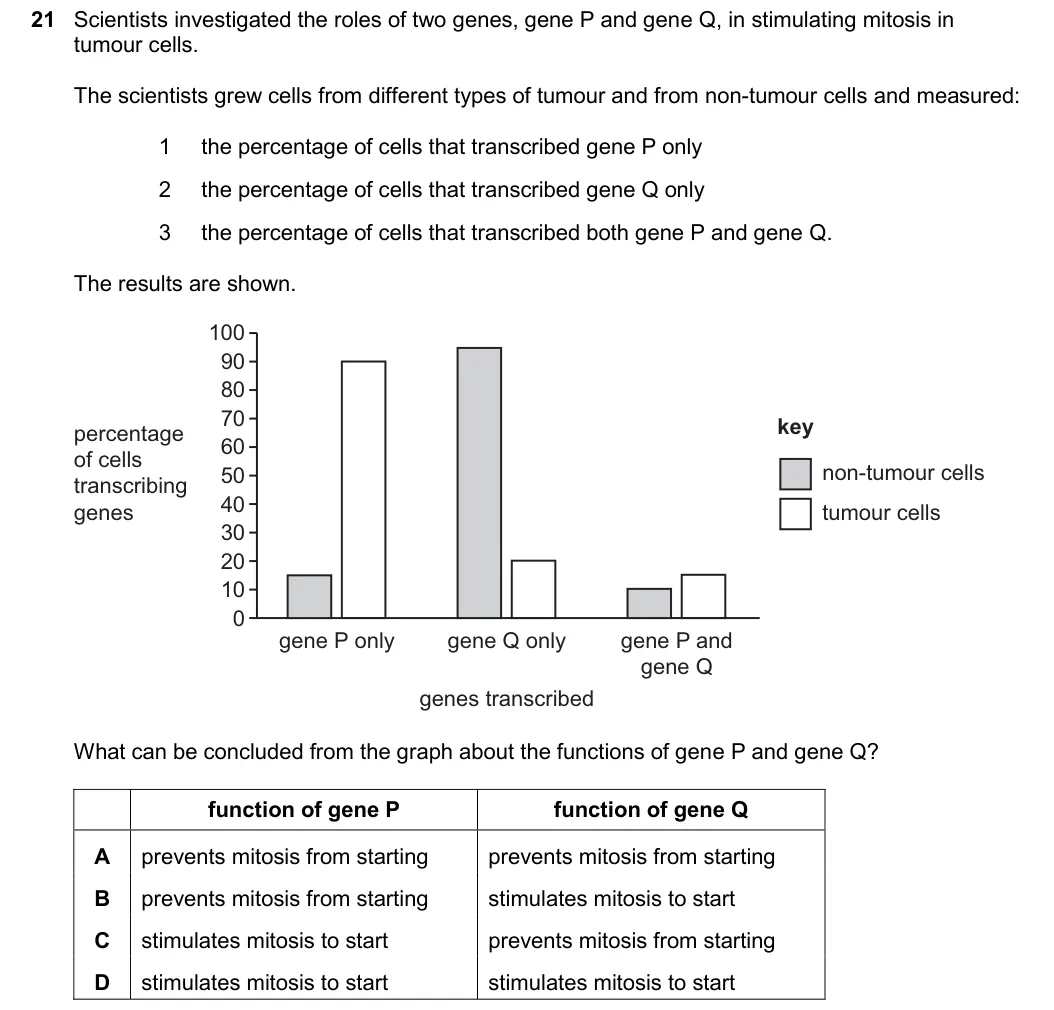 21 Scientists investigated the roles of two genes, gene P and gene Q, in stimulating mitosis in
tumour cells.
The scientists grew cells from different types of tumour and from non-tumour cells and measured:
1 the percentage of cells that transcribed gene P only
2 the percentage of cells that transcribed gene Q only
3 the percentage of cells that transcribed both gene P and gene Q.
The results are shown.
percentage
of cells
transcribing
genes
100
90
80
70
60
50
40
30
20
10
0
gene P only
gene Q only
gene P and
gene Q
genes transcribed
key
non-tumour cells
tumour cells
What can be concluded from the graph about the functions of gene P and gene Q?
function of gene P function of gene Q
A prevents mitosis from starting prevents mitosis from starting
B prevents mitosis from starting stimulates mitosis to start
C stimulates mitosis to start prevents mitosis from starting
D stimulates mitosis to start stimulates mitosis to start